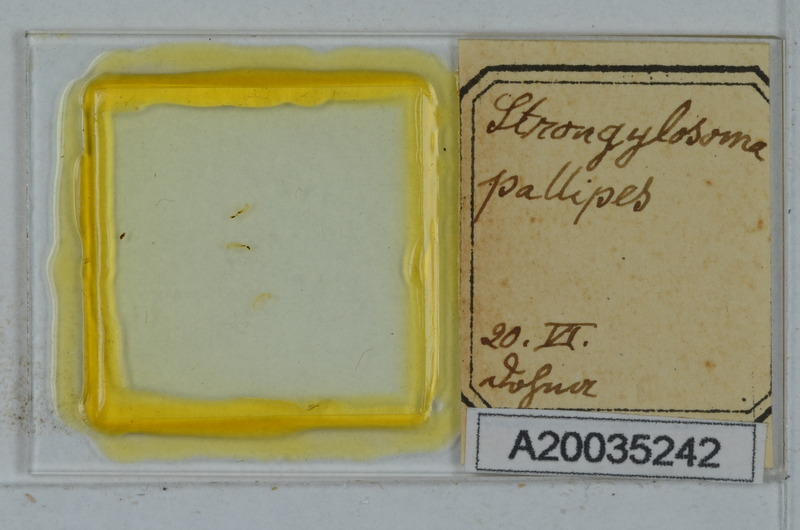 Strongylosoma
pallipes
20. VI.
A20035242